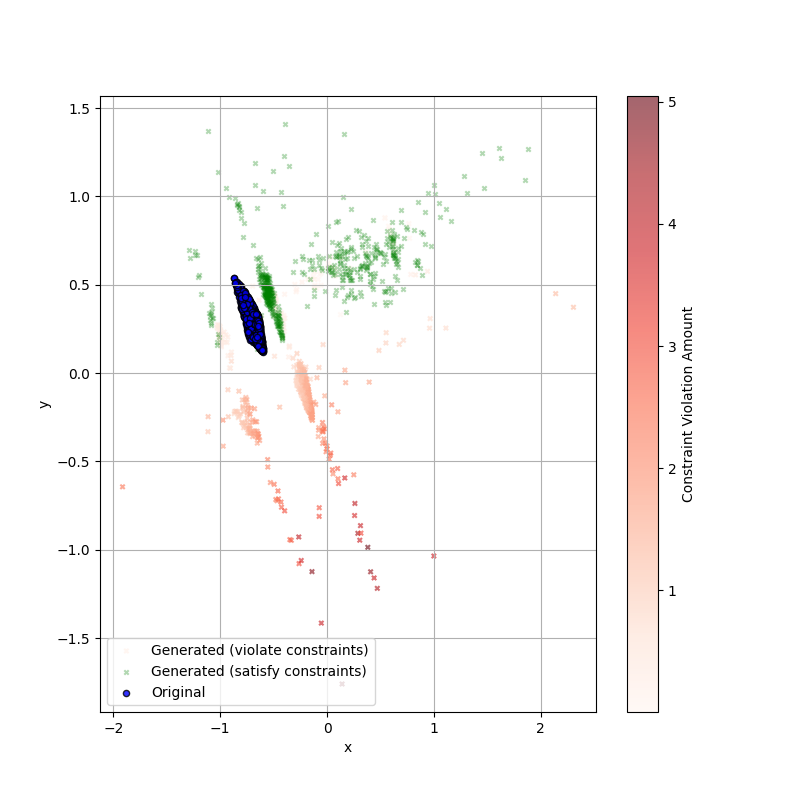 1.5
1.0
0.5
0.0
−0.5
−1.0
−1.5
y
−2
−1
0
1
2
x
Generated (violate constraints)
Generated (satisfy constraints)
Original
5
4
3
2
1
Constraint Violation Amount